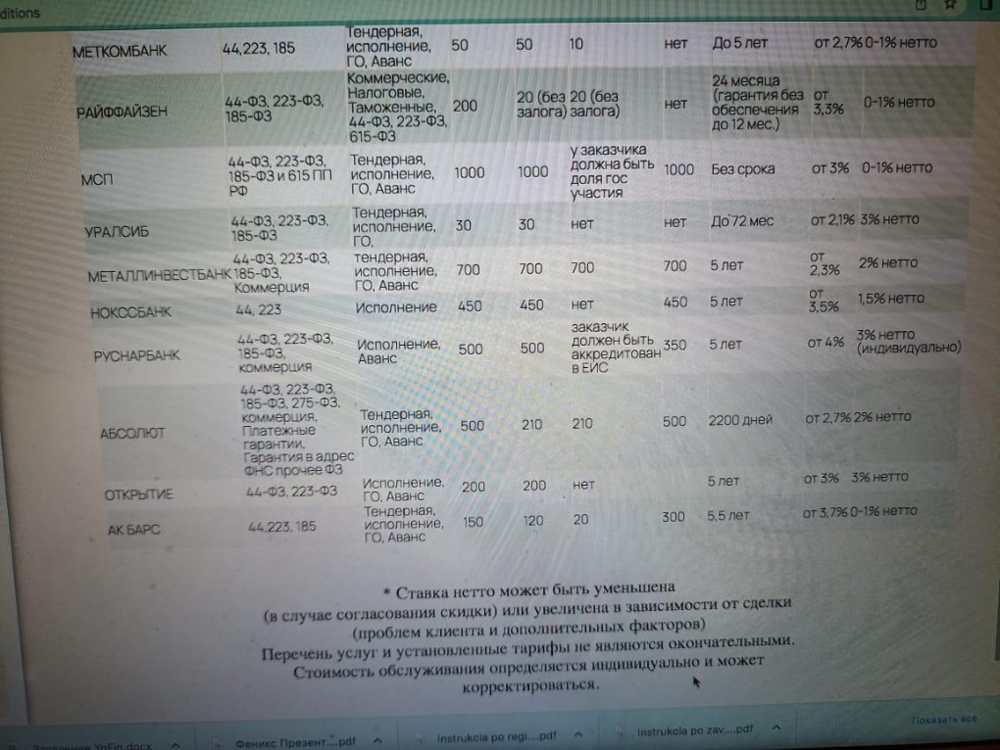 ditions
МЕТКОМБАНК 44,223, 185 Тендерная, исполнение, ГО, Аванс 50 50 10 нет До 5 лет от 2,7% 0-1% нетто
РАЙФФАЙЗЕН 44-ФЗ, 223-ФЗ, 185-ФЗ Коммерческие, Налоговые, Таможенные, 44-ФЗ, 223-ФЗ, 615-ФЗ 200 20 (без залога) 20 (без залога) нет 24 месяца (гарантия без обеспечения до 12 мес.) от 3,3% 0-1% нетто
МСП 44-ФЗ, 223-ФЗ, 185-ФЗ и 615 ПП РФ Тендерная, исполнение, ГО, Аванс 1000 1000 у заказчика должна быть доля гос участия 1000 Без срока от 3% 0-1% нетто
УРАЛСИБ 44-ФЗ, 223-ФЗ, 185-ФЗ Тендерная, исполнение, ГО, 30 30 нет нет До 72 мес от 2,1% 3% нетто
МЕТАЛЛИНВЕСТБАНК 44-ФЗ, 223-ФЗ, 185-ФЗ, Коммерция тендерная, исполнение, ГО, Аванс 700 700 700 700 5 лет от 2,3% 2% нетто
НОКССБАНК 44, 223 Исполнение 450 450 нет 450 5 лет от 3,5% 1,5% нетто
РУСНАРБАНК 44-ФЗ, 223-ФЗ, 185-ФЗ, коммерция Исполнение, Аванс 500 500 заказчик должен быть аккредитован в ЕИС 350 5 лет от 4% 3% нетто (индивидуально)
АБСОЛЮТ 44-ФЗ, 223-ФЗ, 185-ФЗ, 275-ФЗ, коммерция, Платежные гарантии, Гарантия в адрес ФНС прочее ФЗ Тендерная, исполнение, ГО, Аванс 500 210 210 500 2200 дней от 2,7% 2% нетто
ОТКРЫТИЕ 44-ФЗ, 223-ФЗ Исполнение, ГО, Аванс 200 200 нет 5 лет от 3% 3% нетто
АК БАРС 44,223, 185 Тендерная, исполнение, ГО, Аванс 150 120 20 300 5,5 лет от 3,7% 0-1% нетто
* Ставка нетто может быть уменьшена
(в случае согласования скидки) или увеличена в зависимости от сделки
(проблем клиента и дополнительных факторов)
Перечень услуг и установленные тарифы не являются окончательными.
Стоимость обслуживания определяется индивидуально и может
корректироваться.
Показать все
YoFin.docx Феникс Презент....pdf Instrukcia po regi....pdf Instrukcia po zav....pdf